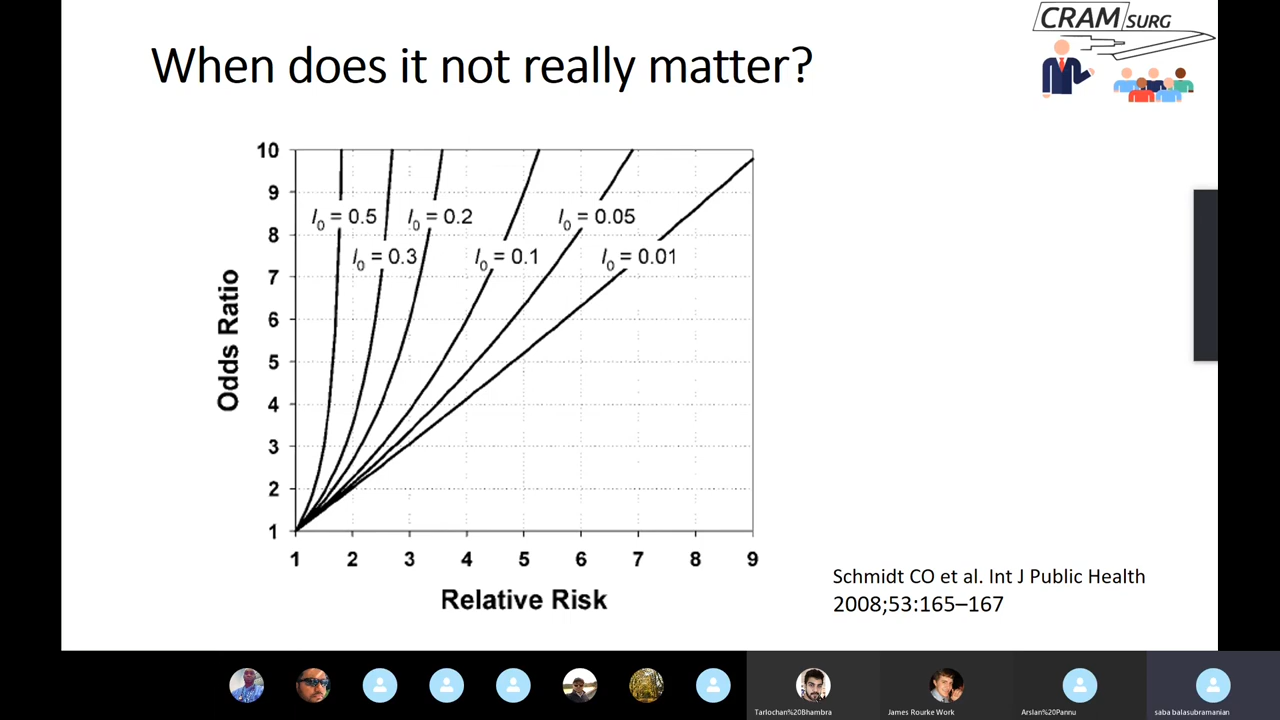 CRAM SURG
When does it not really matter?
10
9
8
7
6
5
4
3
2
1
Odds Ratio
I0 = 0.5
I0 = 0.2
I0 = 0.05
I0 = 0.3
I0 = 0.1
I0 = 0.01
1 2 3 4 5 6 7 8 9
Relative Risk
Schmidt CO et al. Int J Public Health
2008;53:165–167
Tarlochan%20Bhambra
James Rourke Work
Arslan%20Pannu
saba balasubramanian